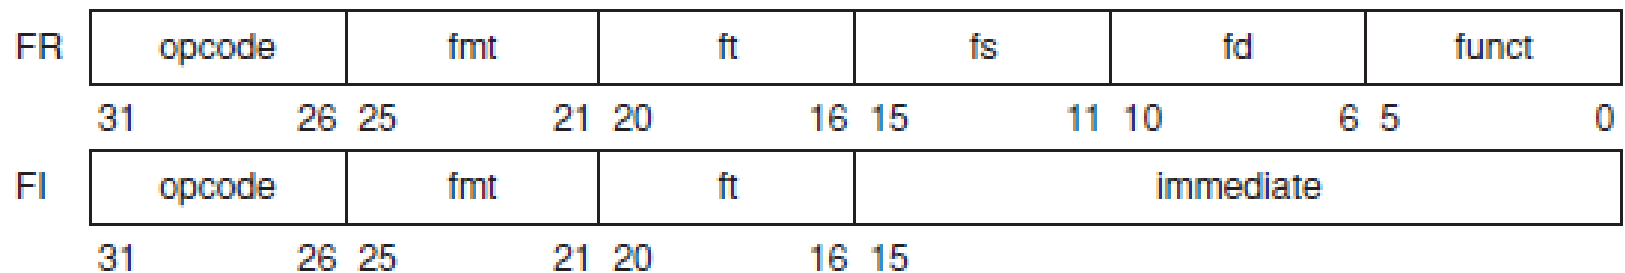 FR opcode fmt ft fs fd funct
31 26 25 21 20 16 15 11 10 6 5 0
FI opcode fmt ft immediate
31 26 25 21 20 16 15